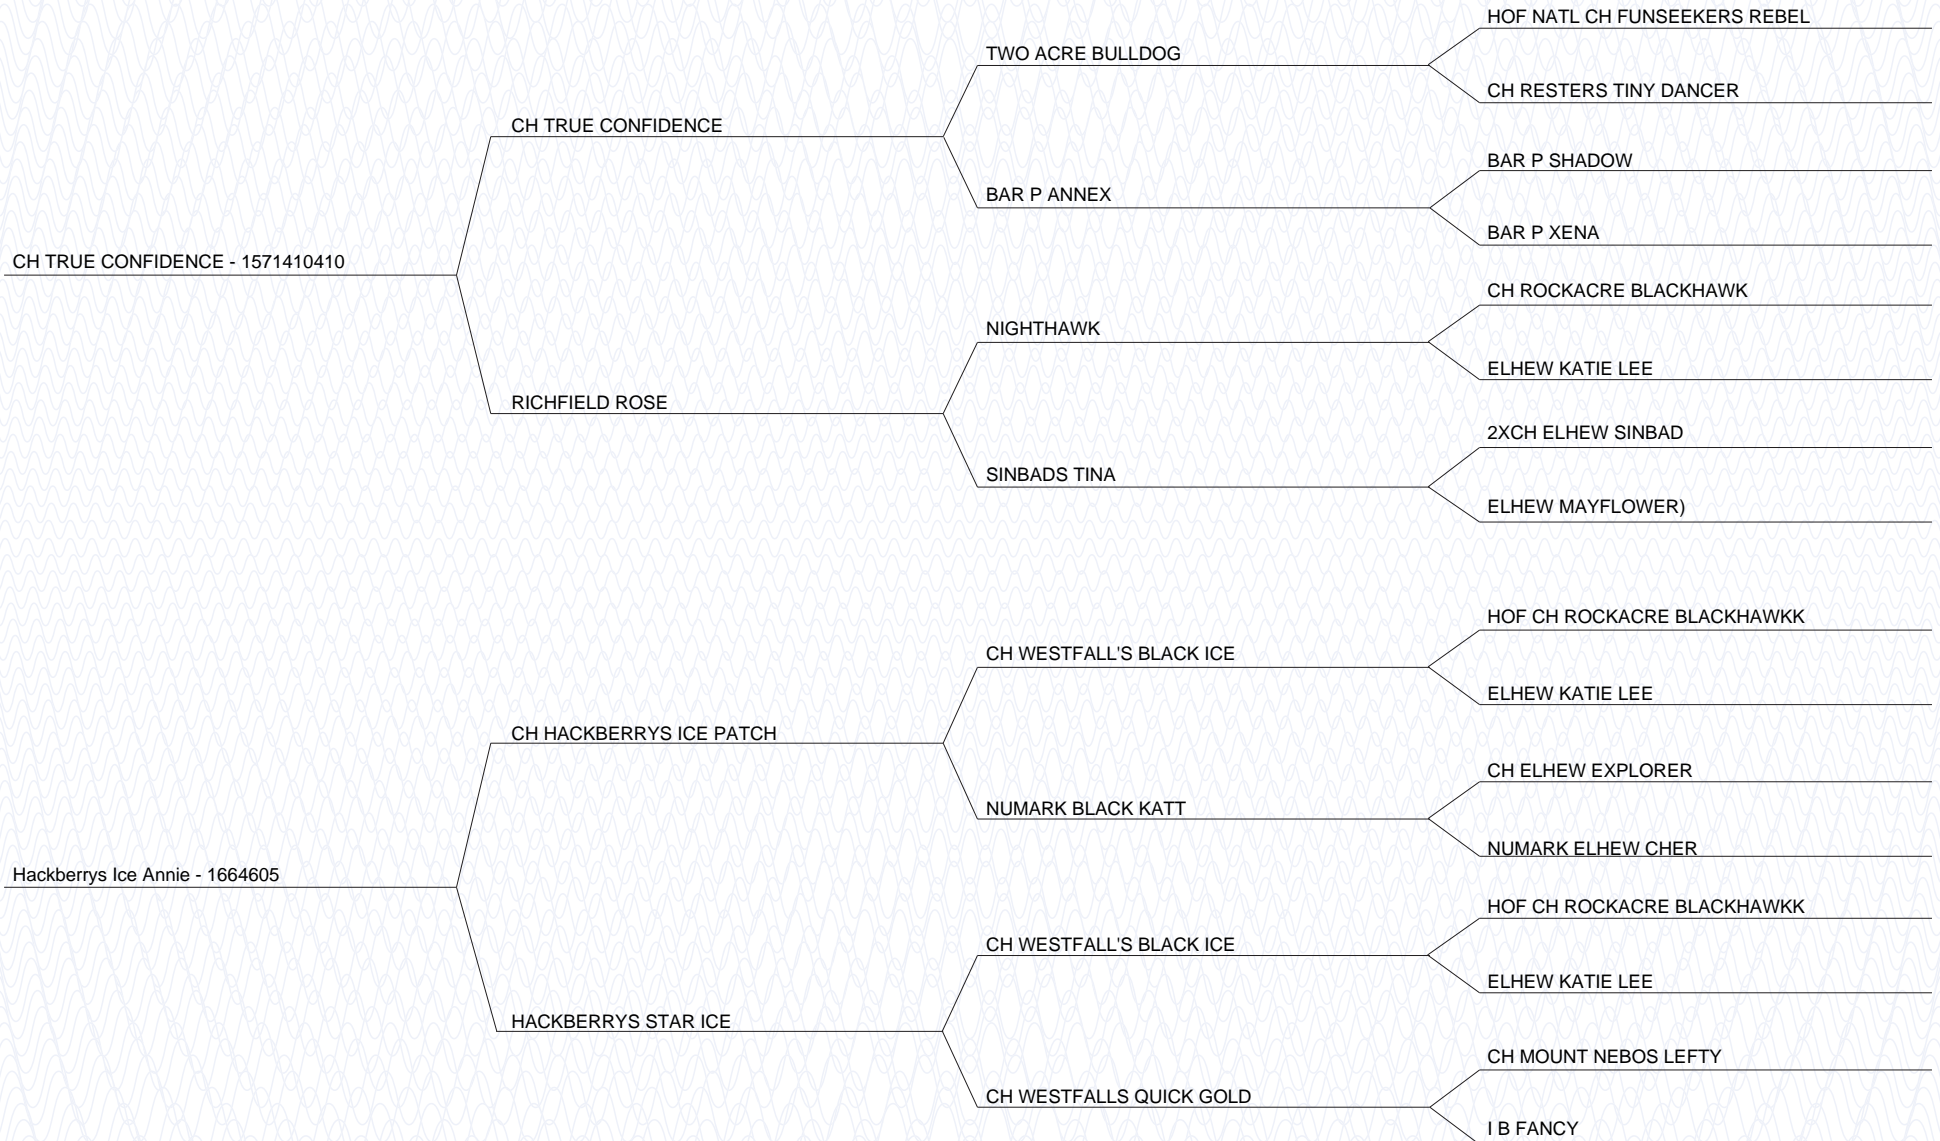 HOF NATL CH FUNSEEKERS REBEL
TWO ACRE BULLDOG
CH RESTERS TINY DANCER
CH TRUE CONFIDENCE
BAR P SHADOW
BAR P ANNEX
BAR P XENA
CH TRUE CONFIDENCE - 1571410410
CH ROCKACRE BLACKHAWK
NIGHTHAWK
ELHEW KATIE LEE
RICHFIELD ROSE
2XCH ELHEW SINBAD
SINBADS TINA
ELHEW MAYFLOWER)
HOF CH ROCKACRE BLACKHAWKK
CH WESTFALL'S BLACK ICE
ELHEW KATIE LEE
CH HACKBERRYS ICE PATCH
CH ELHEW EXPLORER
NUMARK BLACK KATT
NUMARK ELHEW CHER
Hackberrys Ice Annie - 1664605
HOF CH ROCKACRE BLACKHAWKK
CH WESTFALL'S BLACK ICE
ELHEW KATIE LEE
HACKBERRYS STAR ICE
CH MOUNT NEBOS LEFTY
CH WESTFALLS QUICK GOLD
I B FANCY